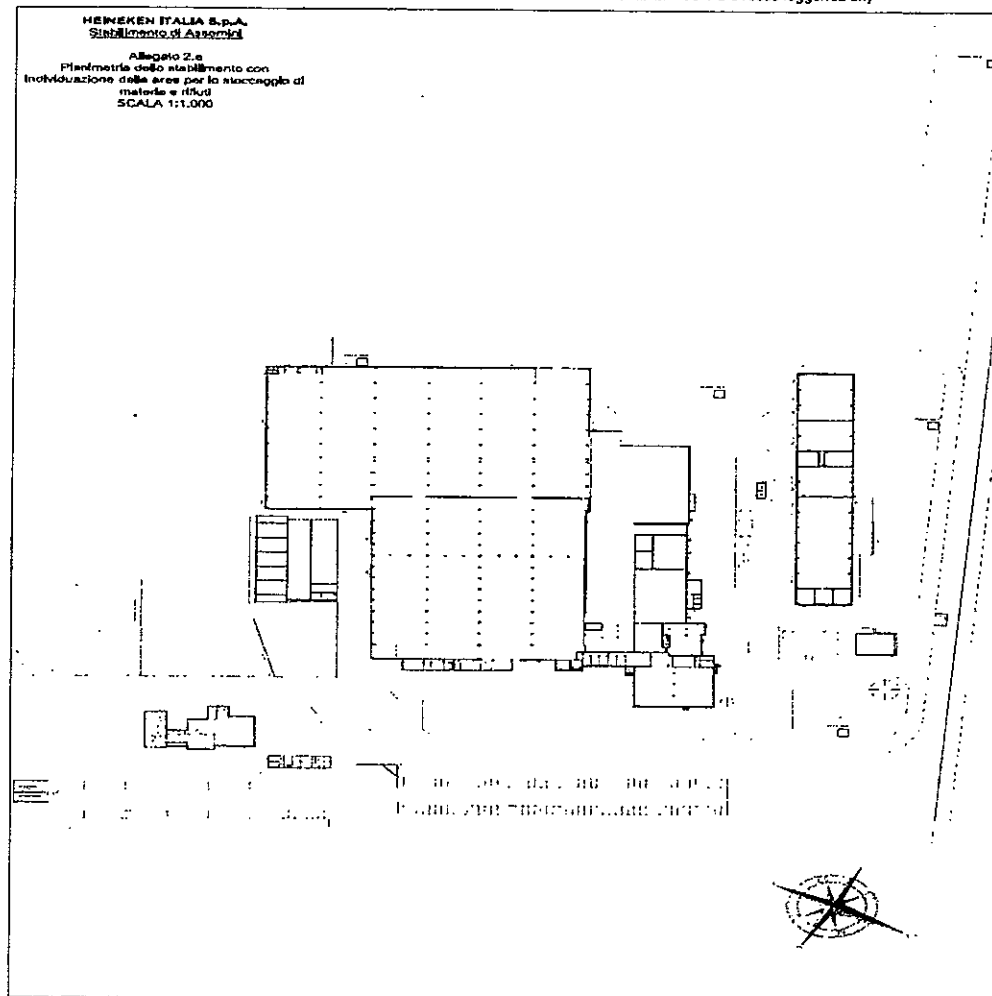 HEINEKEN ITALIA S.p.A.
Stabilimento di Assemini
Allegato 2.a
Planimetria dello stabilimento con
individuazione delle aree per lo stoccaggio di
materie e rifiuti
SCALA 1:1.000